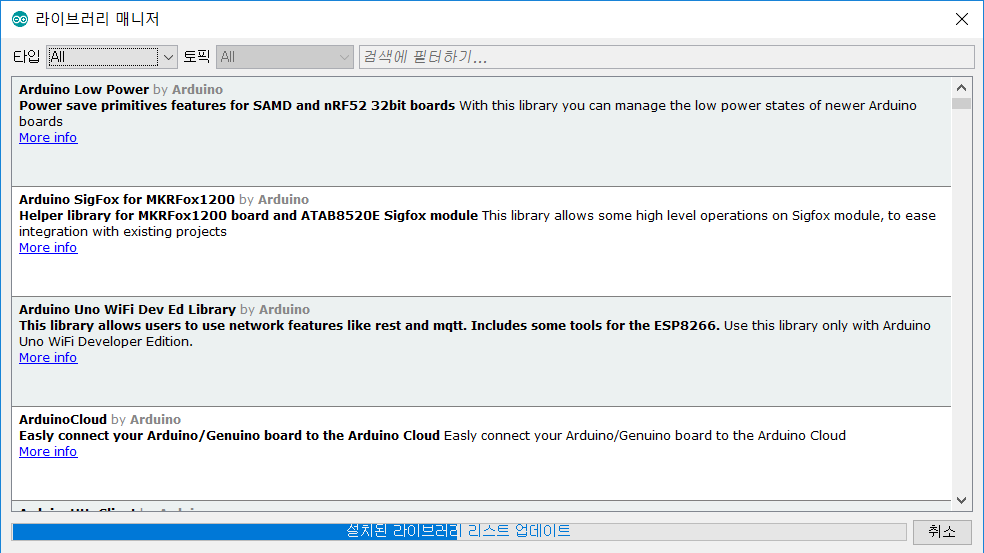 라이브러리 매니저
타입 All 토픽 All 검색에 필터하기...
Arduino Low Power by Arduino
Power save primitives features for SAMD and nRF52 32bit boards With this library you can manage the low power states of newer Arduino
boards
More info
Arduino SigFox for MKRFox1200 by Arduino
Helper library for MKRFox1200 board and ATAB8520E Sigfox module This library allows some high level operations on Sigfox module, to ease
integration with existing projects
More info
Arduino Uno WiFi Dev Ed Library by Arduino
This library allows users to use network features like rest and mqtt. Includes some tools for the ESP8266. Use this library only with Arduino
Uno WiFi Developer Edition.
More info
ArduinoCloud by Arduino
Easly connect your Arduino/Genuino board to the Arduino Cloud Easly connect your Arduino/Genuino board to the Arduino Cloud
More info
설치된 라이브러리 리스트 업데이트 취소